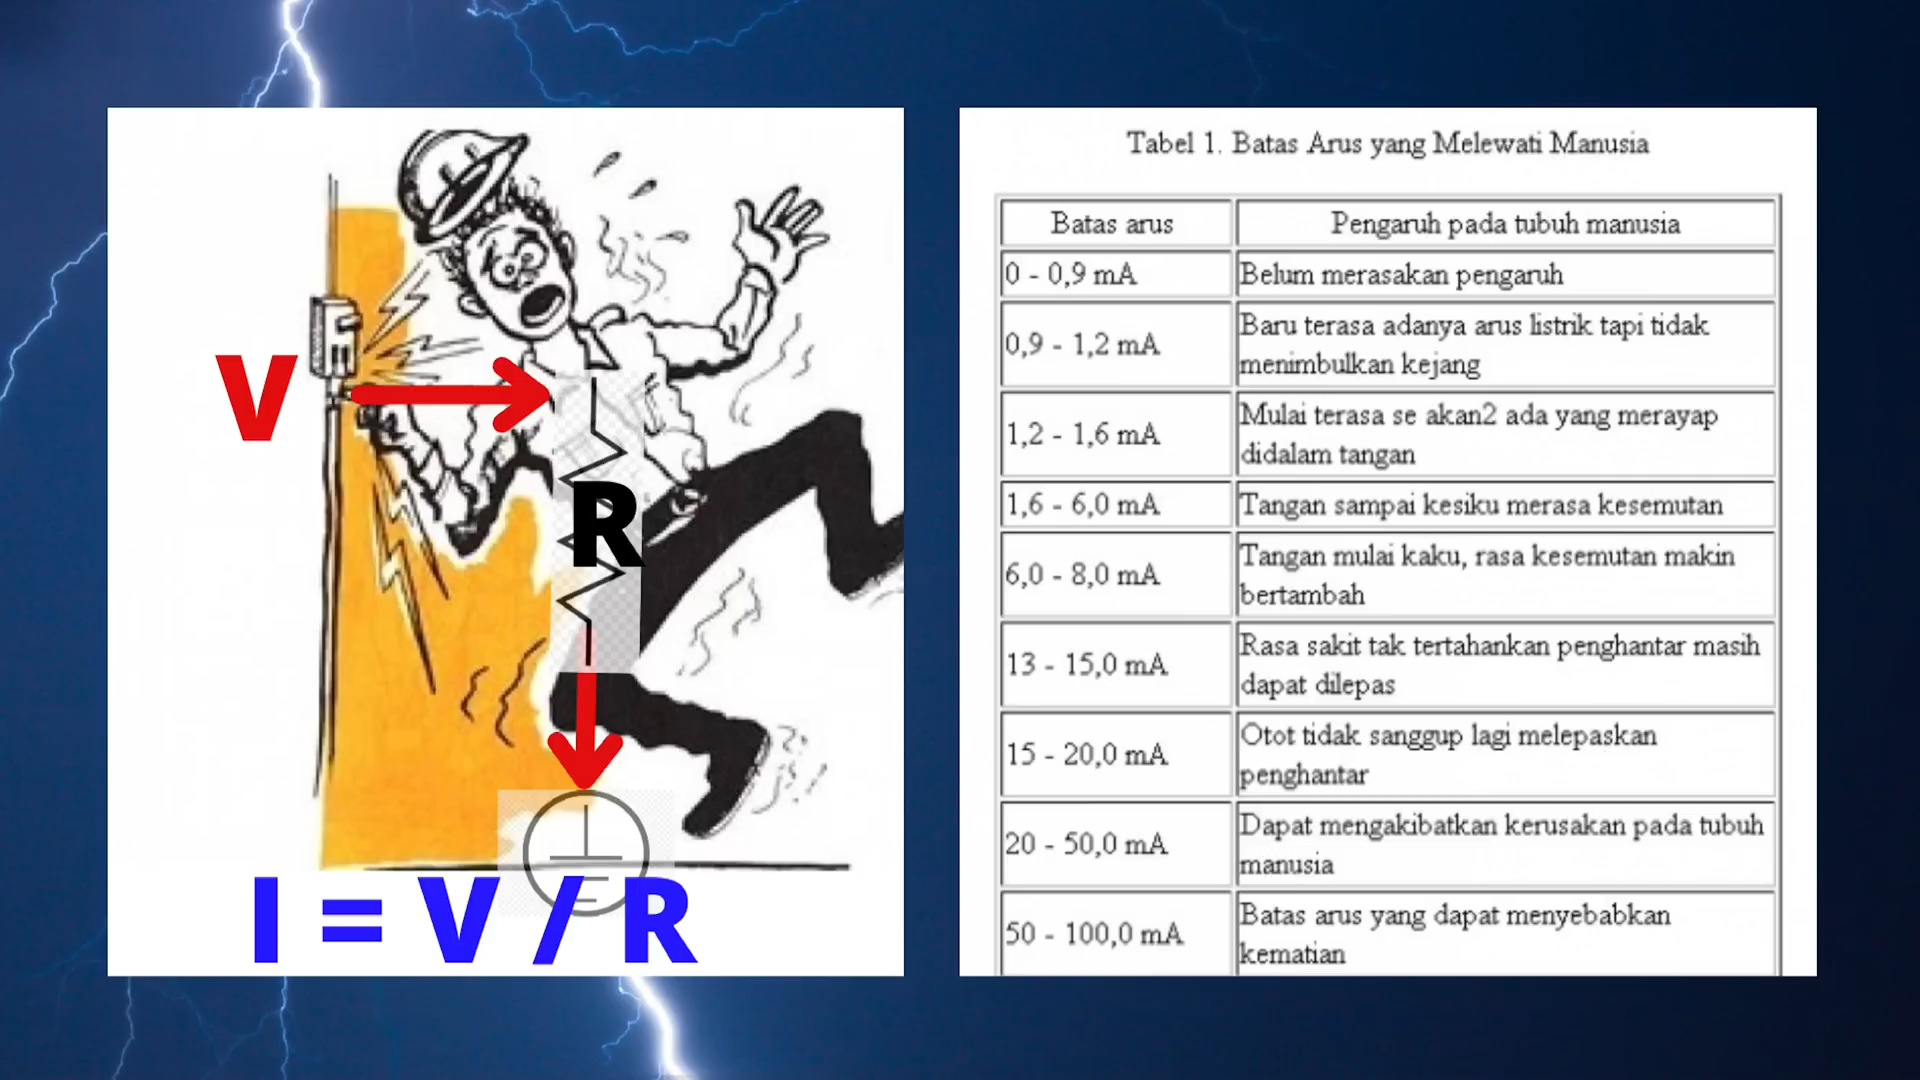 V
R
I = V / R
Tabel 1. Batas Arus yang Melewati Manusia
Batas arus
Pengaruh pada tubuh manusia
0 - 0,9 mA
Belum merasakan pengaruh
0,9 - 1,2 mA
Baru terasa adanya arus listrik tapi tidak
menimbulkan kejang
1,2 - 1,6 mA
Mulai terasa se akan2 ada yang merayap
didalam tangan
1,6 - 6,0 mA
Tangan sampai kesiku merasa kesemutan
6,0 - 8,0 mA
Tangan mulai kaku, rasa kesemutan makin
bertambah
13 - 15,0 mA
Rasa sakit tak tertahankan penghantar masih
dapat dilepas
15 - 20,0 mA
Otot tidak sanggup lagi melepaskan
penghantar
20 - 50,0 mA
Dapat mengakibatkan kerusakan pada tubuh
manusia
50 - 100,0 mA
Batas arus yang dapat menyebabkan
kematian